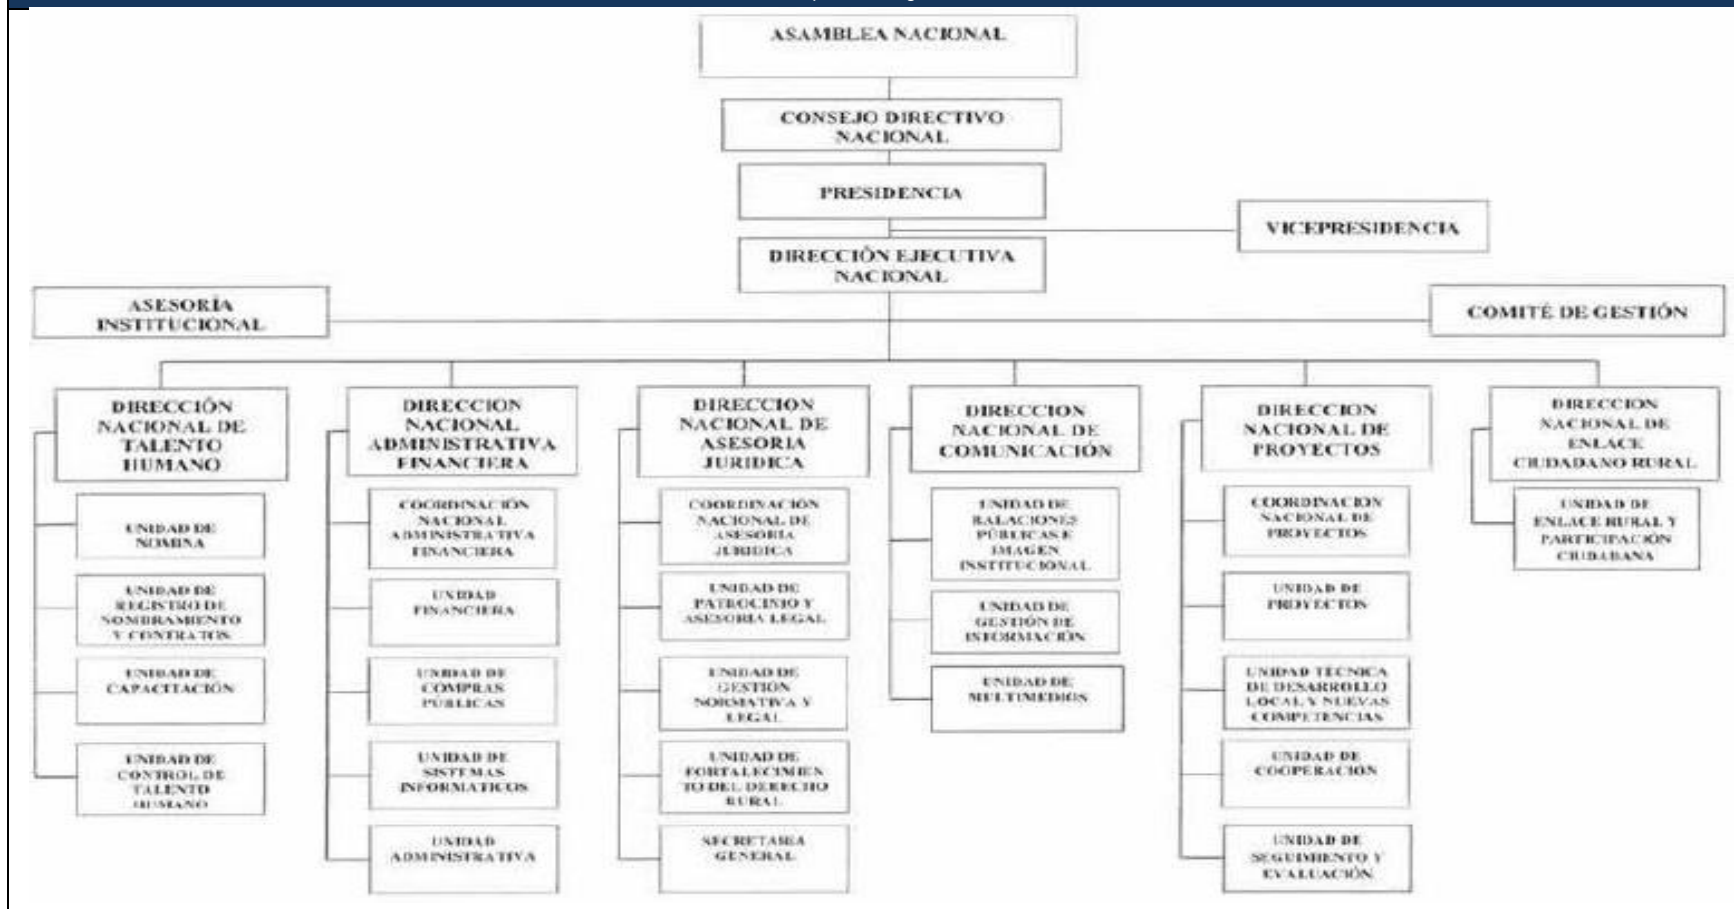 ASAMBLEA NACIONAL
CONSEJO DIRECTIVO
NACIONAL
PRESIDENCIA
VICEPRESIDENCIA
DIRECCIÓN EJECUTIVA
NACIONAL
ASESORÍA
INSTITUCIONAL
COMITÉ DE GESTIÓN
DIRECCIÓN
NACIONAL DE
TALENTO
HUMANO
UNIDAD DE
NOMINA
UNIDAD DE
REGISTRO DE
NOMBRAMIENTO
Y CONTRATOS
UNIDAD DE
CAPACITACIÓN
UNIDAD DE
CONTROL DE
TALENTO
HUMANO
DIRECCION
NACIONAL
ADMINISTRATIVA
FINANCIERA
COORDINACIÓN
NACIONAL
ADMINISTRATIVA
FINANCIERA
UNIDAD
FINANCIERA
UNIDAD DE
COMPRAS
PÚBLICAS
UNIDAD DE
SISTEMAS
INFORMATICOS
UNIDAD
ADMINISTRATIVA
DIRECCION
NACIONAL DE
ASESORIA
JURIDICA
COORDINACIÓN
NACIONAL DE
ASESORIA
JURIDICA
UNIDAD DE
PATROCINIO Y
ASESORIA LEGAL
UNIDAD DE
GESTIÓN
NORMATIVA Y
LEGAL
UNIDAD DE
FORTALECIMIEN
TO DEL DERECHO
RURAL
SECRETARIA
GENERAL
DIRECCION
NACIONAL DE
COMUNICACIÓN
UNIDAD DE
RALACIONES
PÚBLICAS E
IMAGEN
INSTITUCIONAL
UNIDAD DE
GESTIÓN DE
INFORMACIÓN
UNIDAD DE
MULTIMEDIOS
DIRECCION
NACIONAL DE
PROYECTOS
COORDINACION
NACIONAL DE
PROYECTOS
UNIDAD DE
PROYECTOS
UNIDAD TÉCNICA
DE DESARROLLO
LOCAL Y NUEVAS
COMPETENCIAS
UNIDAD DE
COOPERACIÓN
UNIDAD DE
SEGUIMIENTO Y
EVALUACIÓN
DIRECCION
NACIONAL DE
ENLACE
CIUDADANO RURAL
UNIDAD DE
ENLACE RURAL Y
PARTICIPACIÓN
CIUDADANA